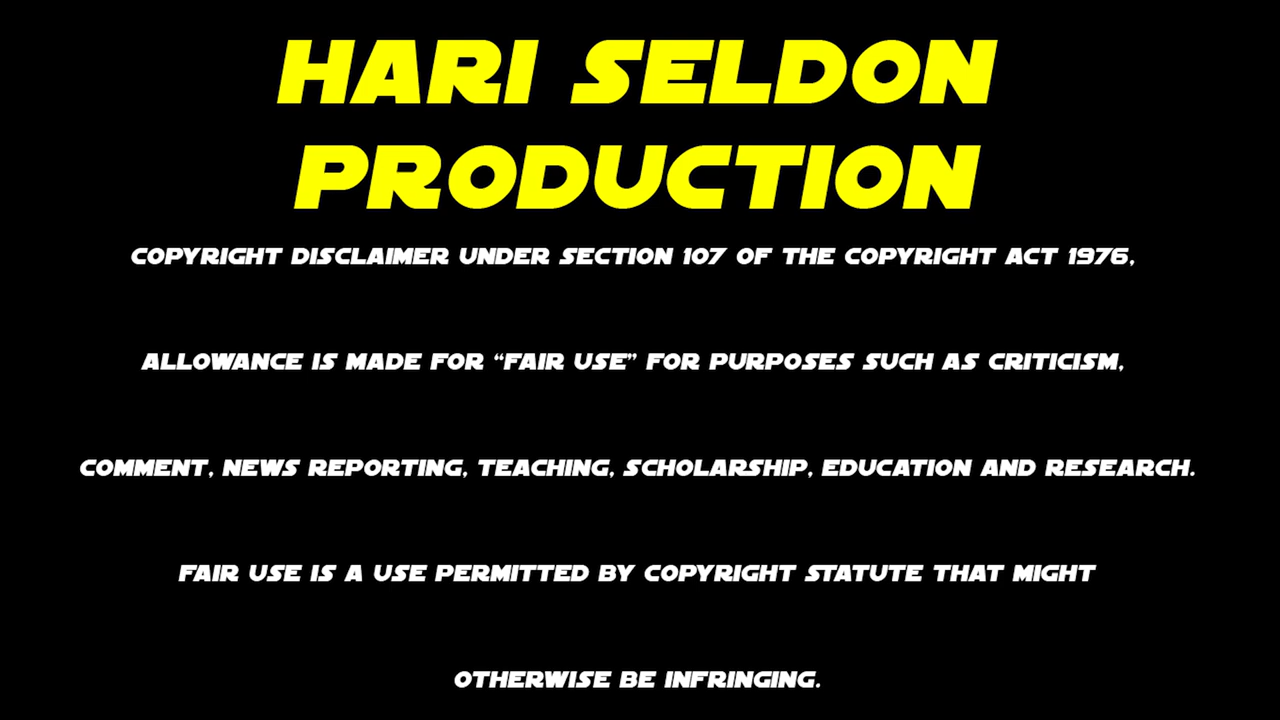 HARI SELDON
PRODUCTION
COPYRIGHT DISCLAIMER UNDER SECTION 107 OF THE COPYRIGHT ACT 1976,
ALLOWANCE IS MADE FOR “FAIR USE” FOR PURPOSES SUCH AS CRITICISM,
COMMENT, NEWS REPORTING, TEACHING, SCHOLARSHIP, EDUCATION AND RESEARCH.
FAIR USE IS A USE PERMITTED BY COPYRIGHT STATUTE THAT MIGHT
OTHERWISE BE INFRINGING.